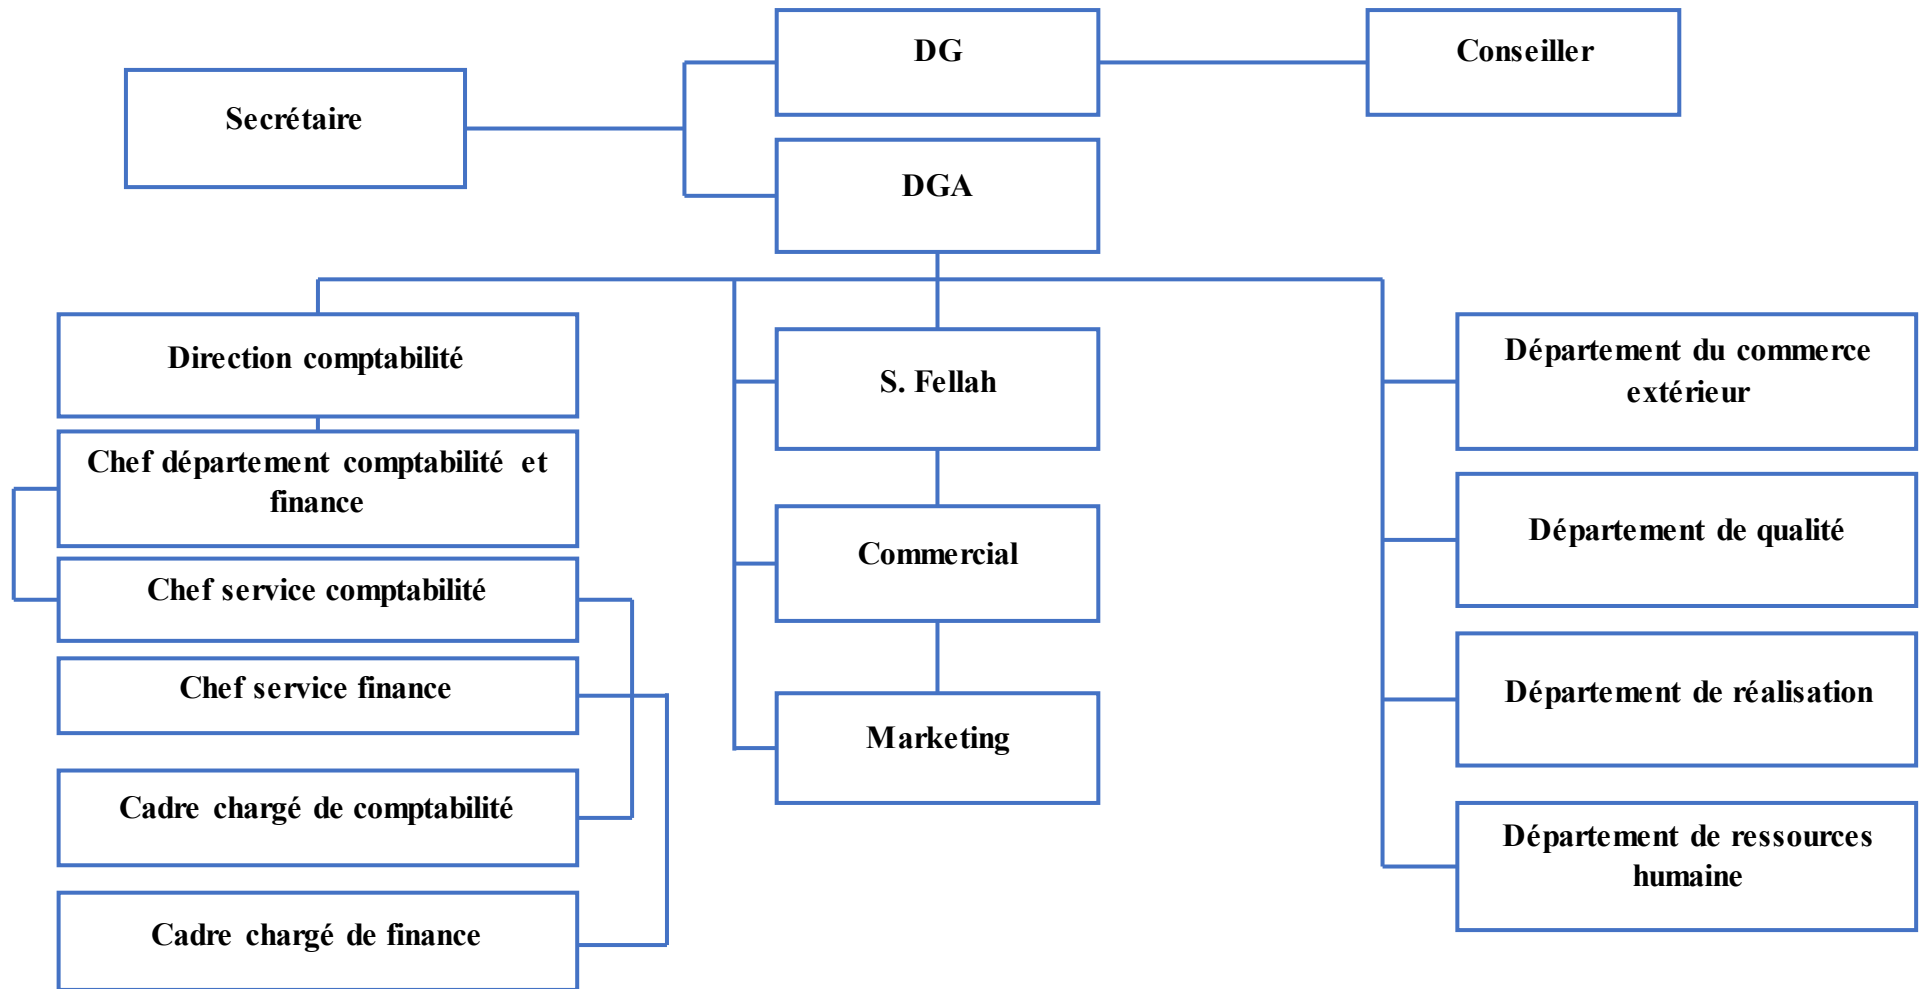 DG
Conseiller
Secrétaire
DGA
Direction comptabilité
Chef département comptabilité et
finance
Chef service comptabilité
Chef service finance
Cadre chargé de comptabilité
Cadre chargé de finance
S. Fellah
Commercial
Marketing
Département du commerce
extérieur
Département de qualité
Département de réalisation
Département de ressources
humaine